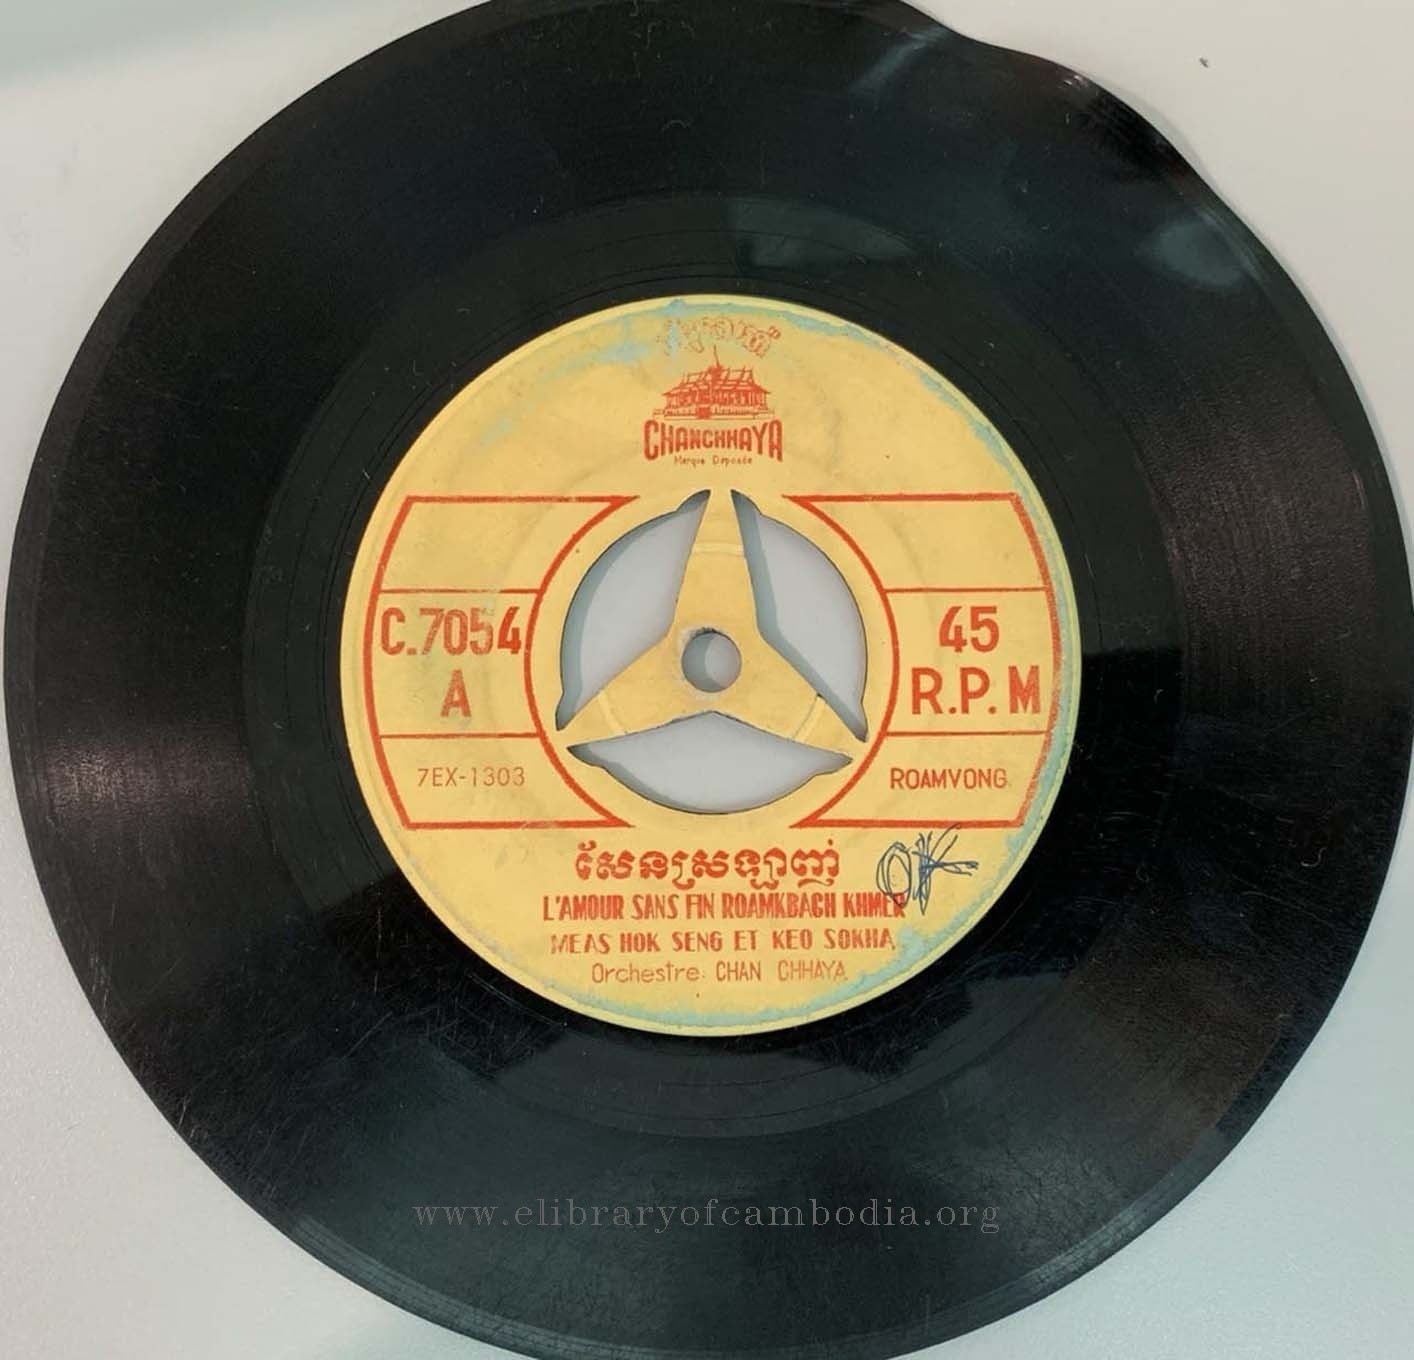 CHANCHHAYA
Marque Déposée
C.7054
A
7EX-1303
45
R.P.M
ROAMVONG
សែនស្រឡាញ់
L'AMOUR SANS FIN ROAMKBACH KHMER
MEAS HOK SENG ET KEO SOKHA
Orchestre: CHAN CHHAYA
OK
www.elibraryofcambodia.org